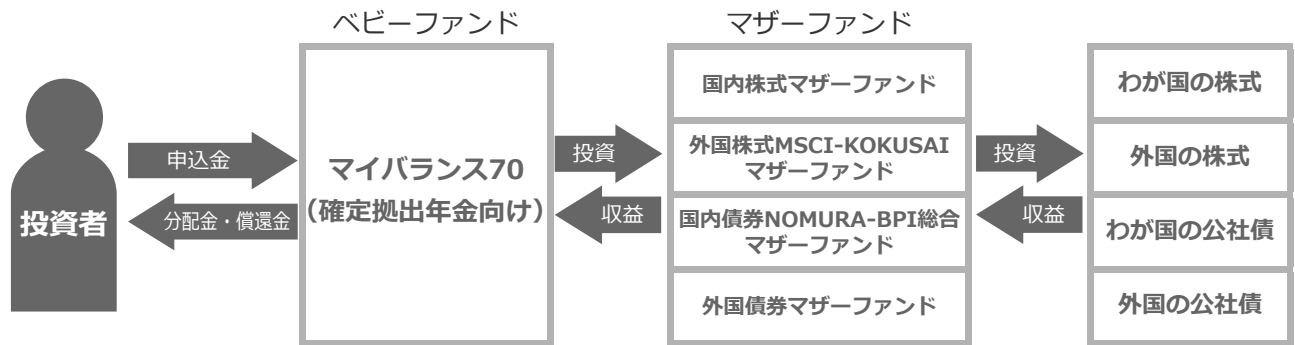 ベビーファンド
マザーファンド
投資者
申込金
分配金・償還金
マイバランス70
（確定拠出年金向け）
投資
収益
国内株式マザーファンド
外国株式MSCI-KOKUSAI
マザーファンド
国内債券NOMURA-BPI総合
マザーファンド
外国債券マザーファンド
投資
収益
わが国の株式
外国の株式
わが国の公社債
外国の公社債